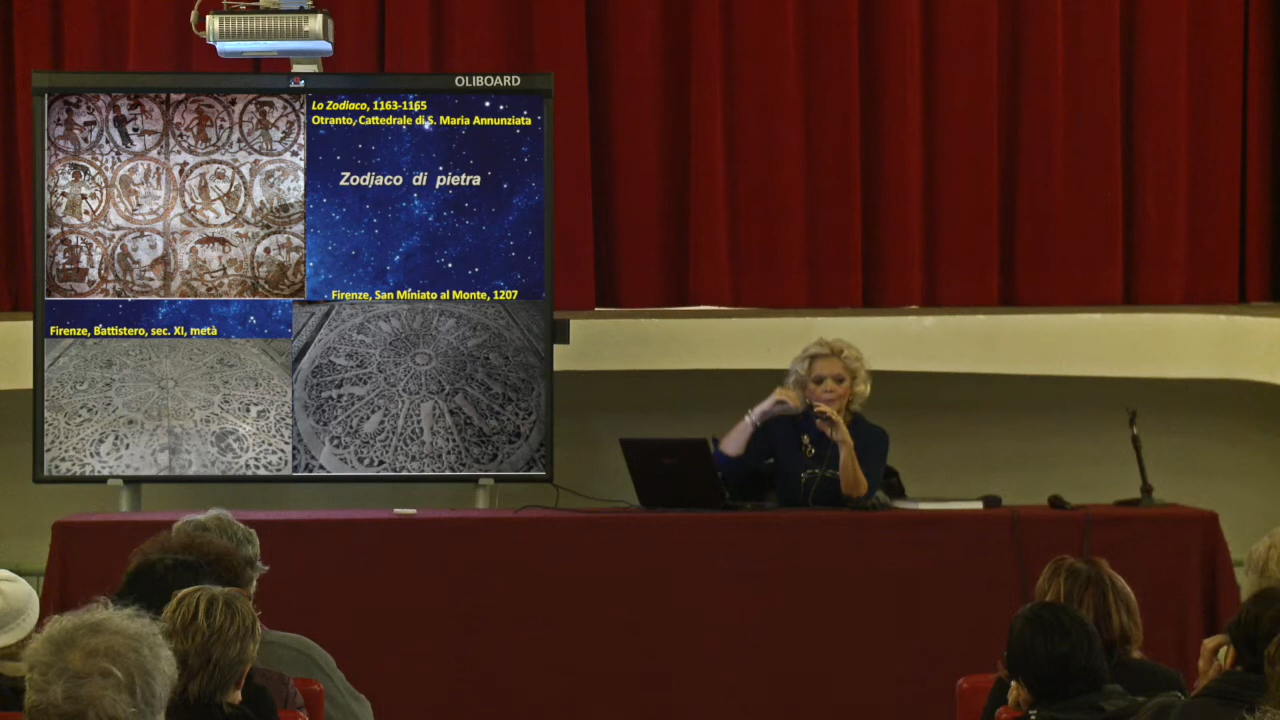 OLIBOARD
Lo Zodiaco, 1163-1165
Otranto, Cattedrale di S. Maria Annunziata
Zodiaco di pietra
Firenze, San Miniato al Monte, 1207
Firenze, Battistero, sec. XI, metà